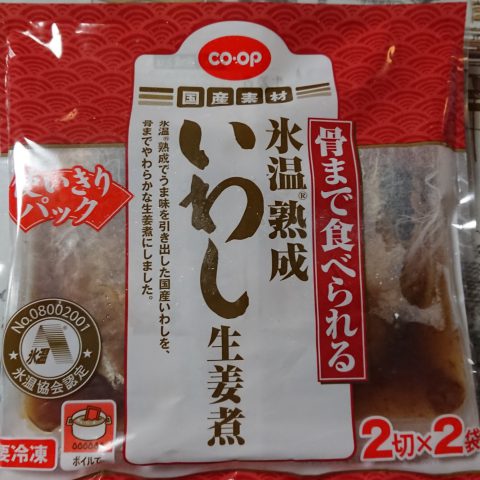 CO・OP
国産素材
骨まで食べられる
氷温®熟成
いわし生姜煮
氷温®熟成でうま味を引き出した国産いわしを、
骨までやわらかな生姜煮にしました。
使いきり
パック
No.08002001
氷温
氷温協会認定
要冷凍
ボイルで
2切×2袋